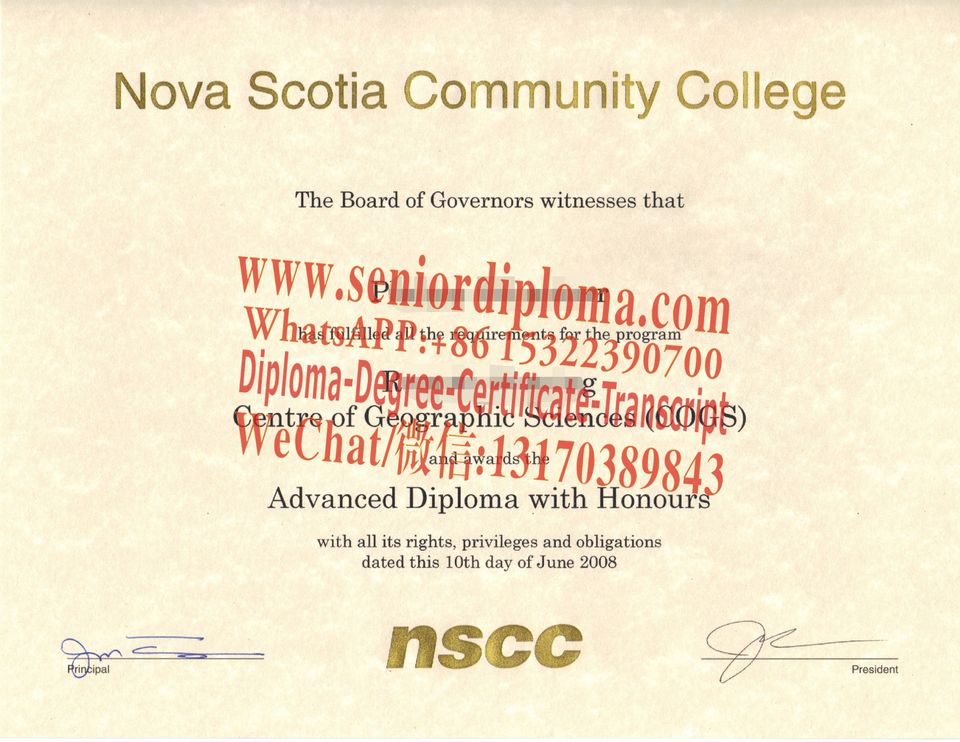 Nova Scotia Community College
The Board of Governors witnesses that
www.seniordiploma.com
has fulfilled all the requirements for the program
WhatsAPP:+86 15322390700
Diploma-Degree-Certificate-Transcript
Centre of Geographic Sciences (COGS)
WeChat/微信:13170389843
and awards the
Advanced Diploma with Honours
with all its rights, privileges and obligations
dated this 10th day of June 2008
nscc
Principal
President